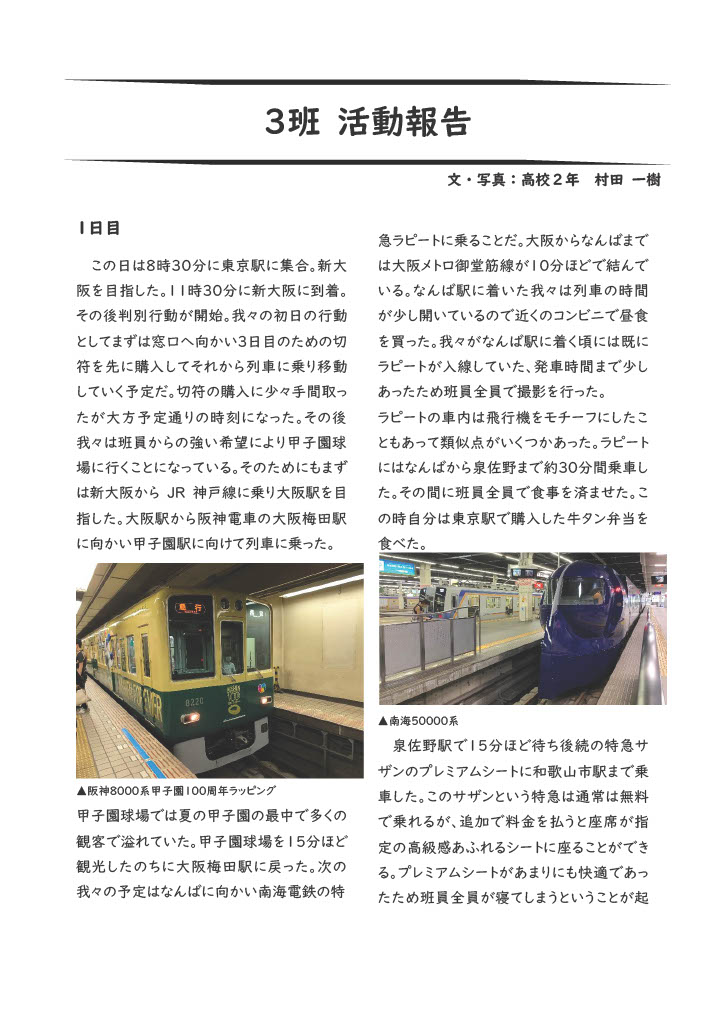 3班 活動報告
文・写真：高校2年　村田 一樹
1日目
　この日は8時30分に東京駅に集合。新大
阪を目指した。11時30分に新大阪に到着。
その後判別行動が開始。我々の初日の行動
としてまずは窓口へ向かい3日目のための切
符を先に購入してそれから列車に乗り移動
していく予定だ。切符の購入に少々手間取っ
たが大方予定通りの時刻になった。その後
我々は班員からの強い希望により甲子園球
場に行くことになっている。そのためにもまず
は新大阪から JR 神戸線に乗り大阪駅を目
指した。大阪駅から阪神電車の大阪梅田駅
に向かい甲子園駅に向けて列車に乗った。
8220
▲阪神8000系甲子園100周年ラッピング
甲子園球場では夏の甲子園の最中で多くの
観客で溢れていた。甲子園球場を15分ほど
観光したのちに大阪梅田駅に戻った。次の
我々の予定はなんばに向かい南海電鉄の特
急ラピートに乗ることだ。大阪からなんばまで
は大阪メトロ御堂筋線が10分ほどで結んで
いる。なんば駅に着いた我々は列車の時間
が少し開いているので近くのコンビニで昼食
を買った。我々がなんば駅に着く頃には既に
ラピートが入線していた、発車時間まで少し
あったため班員全員で撮影を行った。
ラピートの車内は飛行機をモチーフにしたこ
ともあって類似点がいくつかあった。ラピート
にはなんばから泉佐野まで約30分間乗車し
た。その間に班員全員で食事を済ませた。こ
の時自分は東京駅で購入した牛タン弁当を
食べた。
▲南海50000系
　泉佐野駅で15分ほど待ち後続の特急サ
ザンのプレミアムシートに和歌山市駅まで乗
車した。このサザンという特急は通常は無料
で乗れるが、追加で料金を払うと座席が指
定の高級感あふれるシートに座ることができ
る。プレミアムシートがあまりにも快適であっ
たため班員全員が寝てしまうということが起